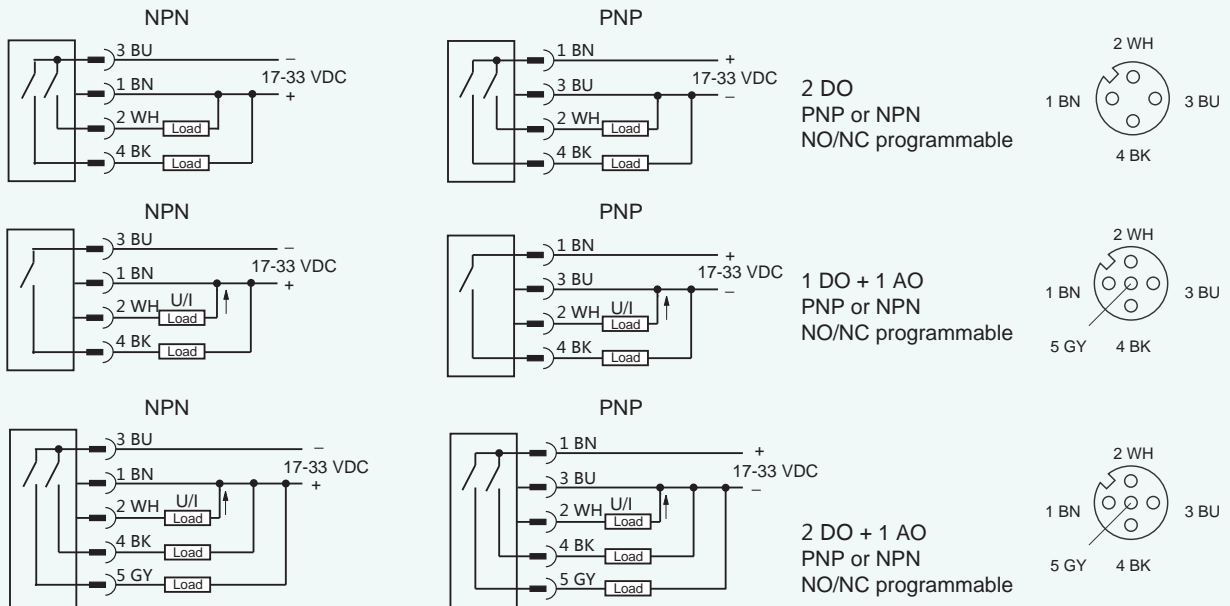 NPN
3 BU
–
17-33 VDC
1 BN
+
2 WH
Load
4 BK
Load
PNP
1 BN
+
17-33 VDC
3 BU
–
2 WH
Load
4 BK
Load
2 DO
PNP or NPN
NO/NC programmable
2 WH
1 BN
3 BU
4 BK
NPN
3 BU
–
17-33 VDC
1 BN
+
2 WH
U/I
Load
4 BK
Load
PNP
1 BN
+
17-33 VDC
3 BU
–
2 WH
U/I
Load
4 BK
Load
1 DO + 1 AO
PNP or NPN
NO/NC programmable
2 WH
1 BN
3 BU
5 GY
4 BK
NPN
3 BU
–
17-33 VDC
1 BN
+
2 WH
U/I
Load
4 BK
Load
5 GY
Load
PNP
1 BN
+
17-33 VDC
3 BU
–
2 WH
U/I
Load
4 BK
Load
5 GY
Load
2 DO + 1 AO
PNP or NPN
NO/NC programmable
2 WH
1 BN
3 BU
5 GY
4 BK